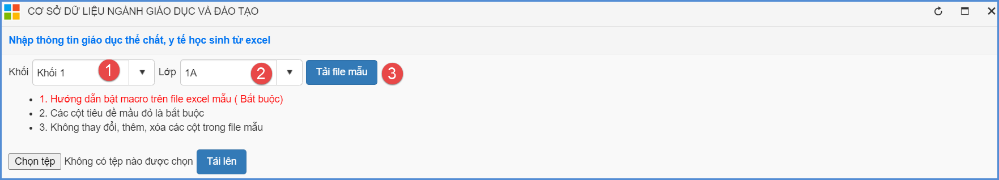 CƠ SỞ DỮ LIỆU NGÀNH GIÁO DỤC VÀ ĐÀO TẠO
Nhập thông tin giáo dục thể chất, y tế học sinh từ excel
Khối Khối 1 1 Lớp 1A 2 Tải file mẫu 3
1. Hướng dẫn bật macro trên file excel mẫu ( Bắt buộc)
2. Các cột tiêu đề mầu đỏ là bắt buộc
3. Không thay đổi, thêm, xóa các cột trong file mẫu
Chọn tệp Không có tệp nào được chọn Tải lên